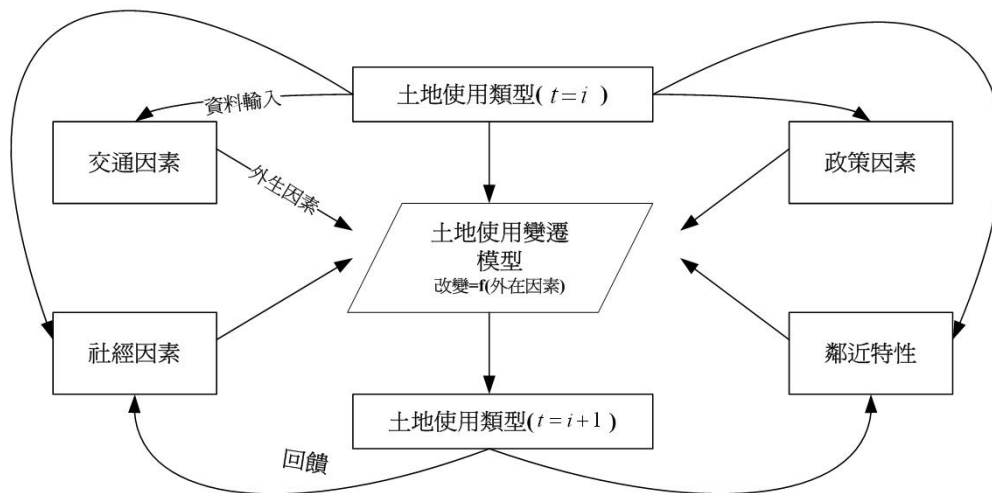 土地使用類型( t=i )
資料輸入
交通因素
政策因素
外生因素
土地使用變遷
模型
改變=f(外在因素)
社經因素
鄰近特性
土地使用類型( t=i+1 )
回饋